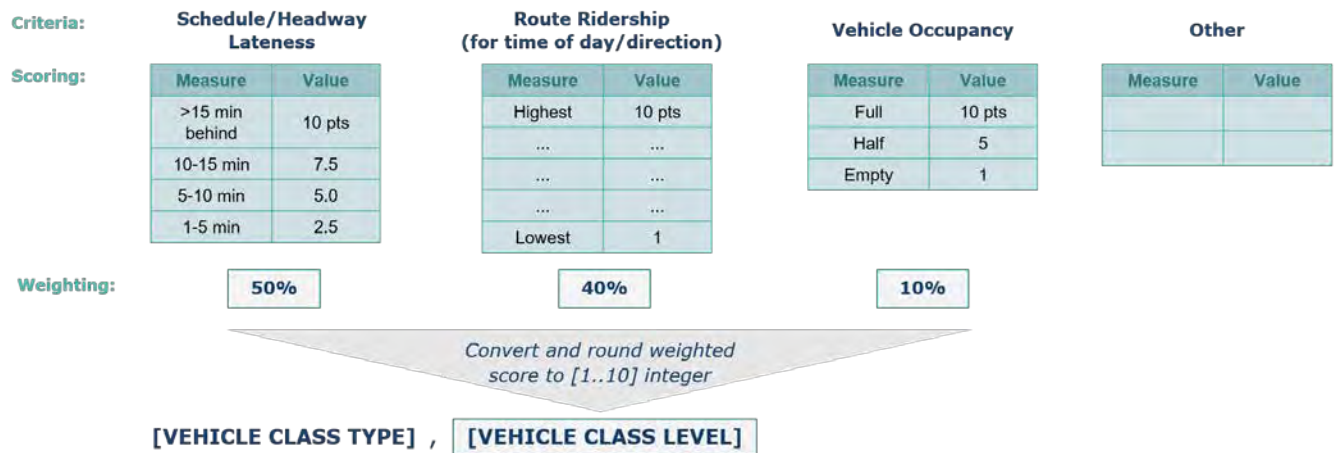 Criteria:
Schedule/Headway
Lateness
Route Ridership
(for time of day/direction)
Vehicle Occupancy
Other
Scoring:
Measure Value
>15 min
behind
10 pts
10-15 min 7.5
5-10 min 5.0
1-5 min 2.5
Measure Value
Highest 10 pts
... ...
... ...
... ...
Lowest 1
Measure Value
Full 10 pts
Half 5
Empty 1
Measure Value
Weighting:
50%
40%
10%
Convert and round weighted
score to [1..10] integer
[VEHICLE CLASS TYPE] , [VEHICLE CLASS LEVEL]